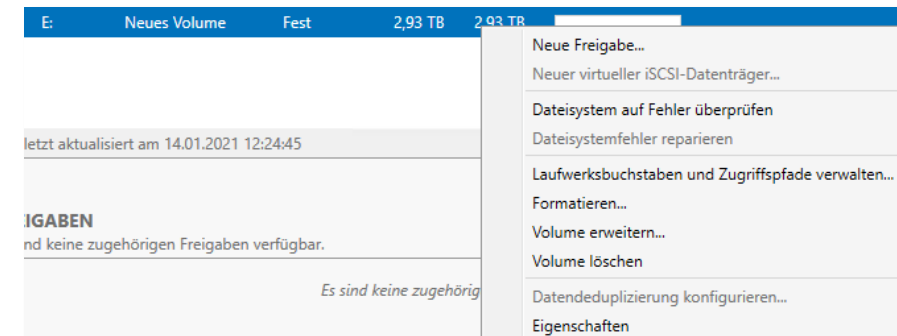 E: Neues Volume Fest 2,93 TB 2,93 TB
Neue Freigabe...
Neuer virtueller iSCSI-Datenträger...
Dateisystem auf Fehler überprüfen
Dateisystemfehler reparieren
letzt aktualisiert am 14.01.2021 12:24:45
Laufwerksbuchstaben und Zugriffspfade verwalten...
Formatieren...
IGABEN
Volume erweitern...
nd keine zugehörigen Freigaben verfügbar.
Volume löschen
Es sind keine zugehörig
Datendeduplizierung konfigurieren...
Eigenschaften